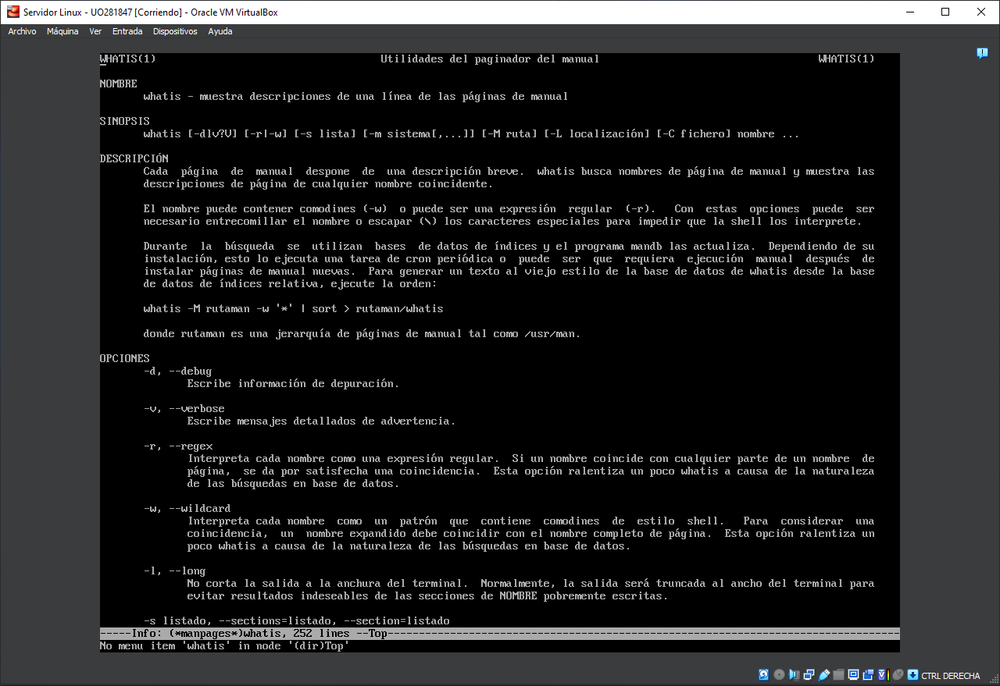 Servidor Linux - UO281847 [Corriendo] - Oracle VM VirtualBox
Archivo Máquina Ver Entrada Dispositivos Ayuda
WHATIS(1) Utilidades del paginador del manual WHATIS(1)
NOMBRE
whatis - muestra descripciones de una línea de las páginas de manual
SINOPSIS
whatis [-dlv?V] [-r|-w] [-s lista] [-m sistema[,...]] [-M ruta] [-L localización] [-C fichero] nombre ...
DESCRIPCIÓN
Cada página de manual despone de una descripción breve. whatis busca nombres de página de manual y muestra las
descripciones de página de cualquier nombre coincidente.
El nombre puede contener comodines (-w) o puede ser una expresión regular (-r). Con estas opciones puede ser
necesario entrecomillar el nombre o escapar (\) los caracteres especiales para impedir que la shell los interprete.
Durante la búsqueda se utilizan bases de datos de índices y el programa mandb las actualiza. Dependiendo de su
instalación, esto lo ejecuta una tarea de cron periódica o puede ser que requiera ejecución manual después de
instalar páginas de manual nuevas. Para generar un texto al viejo estilo de la base de datos de whatis desde la base
de datos de índices relativa, ejecute la orden:
whatis -M rutaman -w '*' | sort > rutaman/whatis
donde rutaman es una jerarquía de páginas de manual tal como /usr/man.
OPCIONES
-d, --debug
Escribe información de depuración.
-v, --verbose
Escribe mensajes detallados de advertencia.
-r, --regex
Interpreta cada nombre como una expresión regular. Si un nombre coincide con cualquier parte de un nombre de
página, se da por satisfecha una coincidencia. Esta opción ralentiza un poco whatis a causa de la naturaleza
de las búsquedas en base de datos.
-w, --wildcard
Interpreta cada nombre como un patrón que contiene comodines de estilo shell. Para considerar una
coincidencia, un nombre expandido debe coincidir con el nombre completo de página. Esta opción ralentiza un
poco whatis a causa de la naturaleza de las búsquedas en base de datos.
-l, --long
No corta la salida a la anchura del terminal. Normalmente, la salida será truncada al ancho del terminal para
evitar resultados indeseables de las secciones de NOMBRE pobremente escritas.
-s listado, --sections=listado, --section=listado
-----Info: (*manpages*)whatis, 252 lines --Top----------------------------------------------------------------------------------
No menu item 'whatis' in node '(dir)Top'
CTRL DERECHA